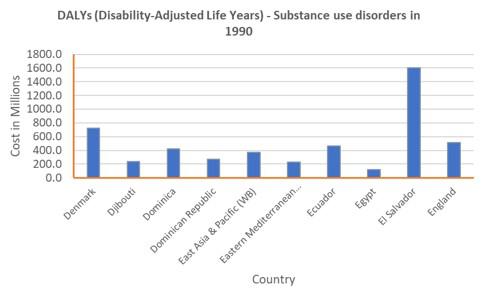 DALYs (Disability-Adjusted Life Years) - Substance use disorders in
1990
Cost in Millions
1800.0
1600.0
1400.0
1200.0
1000.0
800.0
600.0
400.0
200.0
0.0
Denmark
Djibouti
Dominica
Dominican Republic
East Asia & Pacific (WB)
Eastern Mediterranean...
Ecuador
Egypt
El Salvador
England
Country